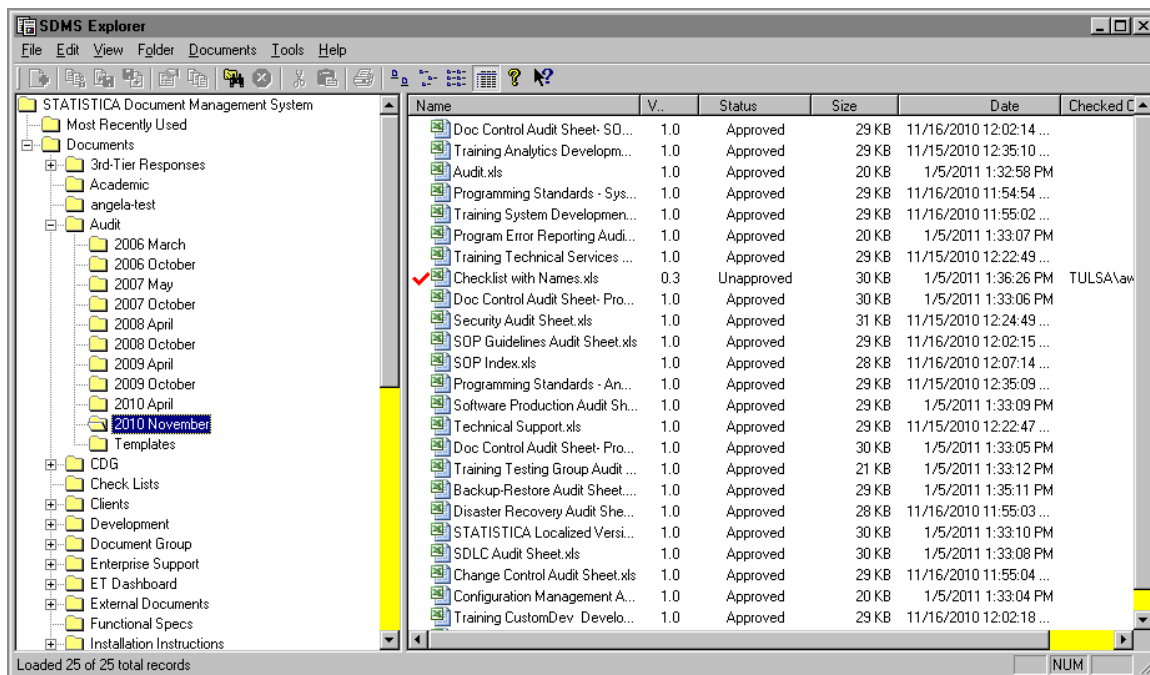 SDMS Explorer
File Edit View Folder Documents Tools Help
STATISTICA Document Management System
Most Recently Used
Documents
3rd-Tier Responses
Academic
angela-test
Audit
2006 March
2006 October
2007 May
2007 October
2008 April
2008 October
2009 April
2009 October
2010 April
2010 November
Templates
CDG
Check Lists
Clients
Development
Document Group
Enterprise Support
ET Dashboard
External Documents
Functional Specs
Installation Instructions
Name V.. Status Size Date Checked C
Doc Control Audit Sheet- SO... 1.0 Approved 29 KB 11/16/2010 12:02:14 ...
Training Analytics Developm... 1.0 Approved 29 KB 11/15/2010 12:35:10 ...
Audit.xls 1.0 Approved 20 KB 1/5/2011 1:32:58 PM
Programming Standards - Sys... 1.0 Approved 29 KB 11/16/2010 11:54:54 ...
Training System Developmen... 1.0 Approved 29 KB 11/16/2010 11:55:02 ...
Program Error Reporting Audi... 1.0 Approved 20 KB 1/5/2011 1:33:07 PM
Training Technical Services ... 1.0 Approved 29 KB 11/15/2010 12:22:49 ...
Checklist with Names.xls 0.3 Unapproved 30 KB 1/5/2011 1:36:26 PM TULSA\aw
Doc Control Audit Sheet- Pro... 1.0 Approved 30 KB 1/5/2011 1:33:06 PM
Security Audit Sheet.xls 1.0 Approved 31 KB 11/15/2010 12:24:49 ...
SOP Guidelines Audit Sheet.xls 1.0 Approved 29 KB 11/16/2010 12:02:15 ...
SOP Index.xls 1.0 Approved 28 KB 11/16/2010 12:07:14 ...
Programming Standards - An... 1.0 Approved 29 KB 11/15/2010 12:35:09 ...
Software Production Audit Sh... 1.0 Approved 29 KB 1/5/2011 1:33:09 PM
Technical Support.xls 1.0 Approved 29 KB 11/15/2010 12:22:47 ...
Doc Control Audit Sheet- Pro... 1.0 Approved 30 KB 1/5/2011 1:33:05 PM
Training Testing Group Audit ... 1.0 Approved 21 KB 1/5/2011 1:33:12 PM
Backup-Restore Audit Sheet.... 1.0 Approved 29 KB 1/5/2011 1:35:11 PM
Disaster Recovery Audit She... 1.0 Approved 28 KB 11/16/2010 11:55:03 ...
STATISTICA Localized Versi... 1.0 Approved 30 KB 1/5/2011 1:33:10 PM
SDLC Audit Sheet.xls 1.0 Approved 30 KB 1/5/2011 1:33:08 PM
Change Control Audit Sheet.xls 1.0 Approved 29 KB 11/16/2010 11:55:04 ...
Configuration Management A... 1.0 Approved 20 KB 1/5/2011 1:33:04 PM
Training CustomDev Develo... 1.0 Approved 29 KB 11/16/2010 12:02:18 ...
Loaded 25 of 25 total records
NUM